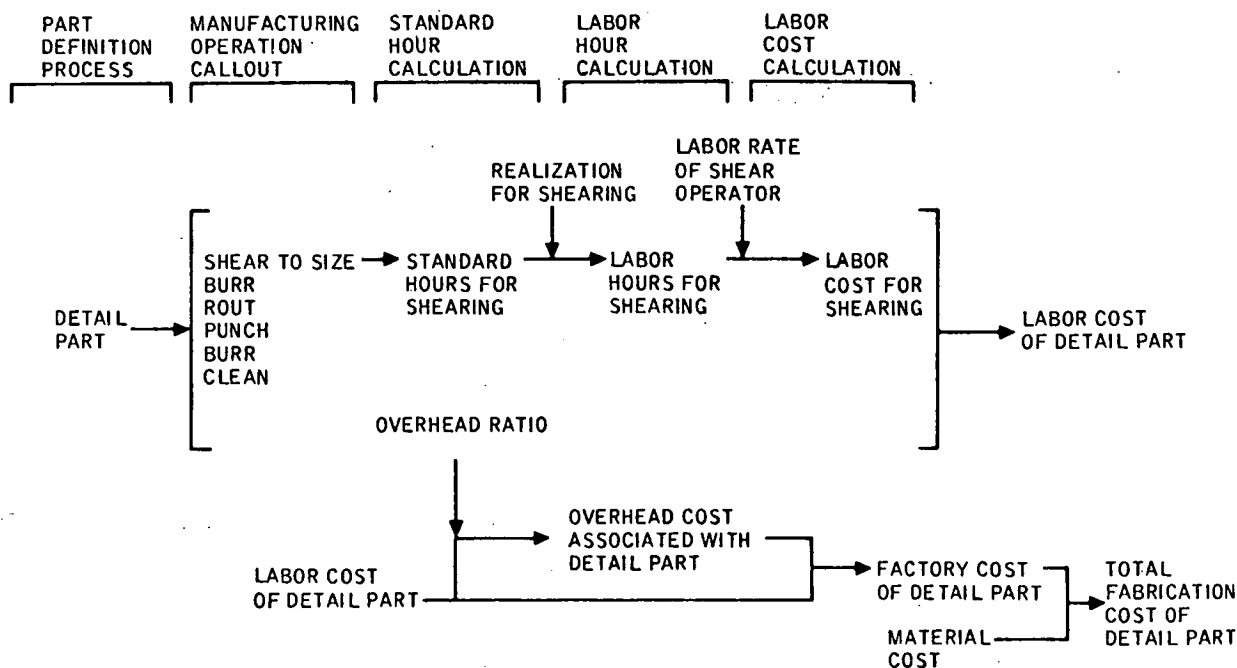 PART
DEFINITION
PROCESS
MANUFACTURING
OPERATION
CALLOUT
STANDARD
HOUR
CALCULATION
LABOR
HOUR
CALCULATION
LABOR
COST
CALCULATION
REALIZATION
FOR SHEARING
LABOR RATE
OF SHEAR
OPERATOR
DETAIL
PART
SHEAR TO SIZE
BURR
ROUT
PUNCH
BURR
CLEAN
STANDARD
HOURS FOR
SHEARING
LABOR
HOURS FOR
SHEARING
LABOR
COST FOR
SHEARING
LABOR COST
OF DETAIL PART
OVERHEAD RATIO
LABOR COST
OF DETAIL PART
OVERHEAD COST
ASSOCIATED WITH
DETAIL PART
FACTORY COST
OF DETAIL PART
MATERIAL
COST
TOTAL
FABRICATION
COST OF
DETAIL PART